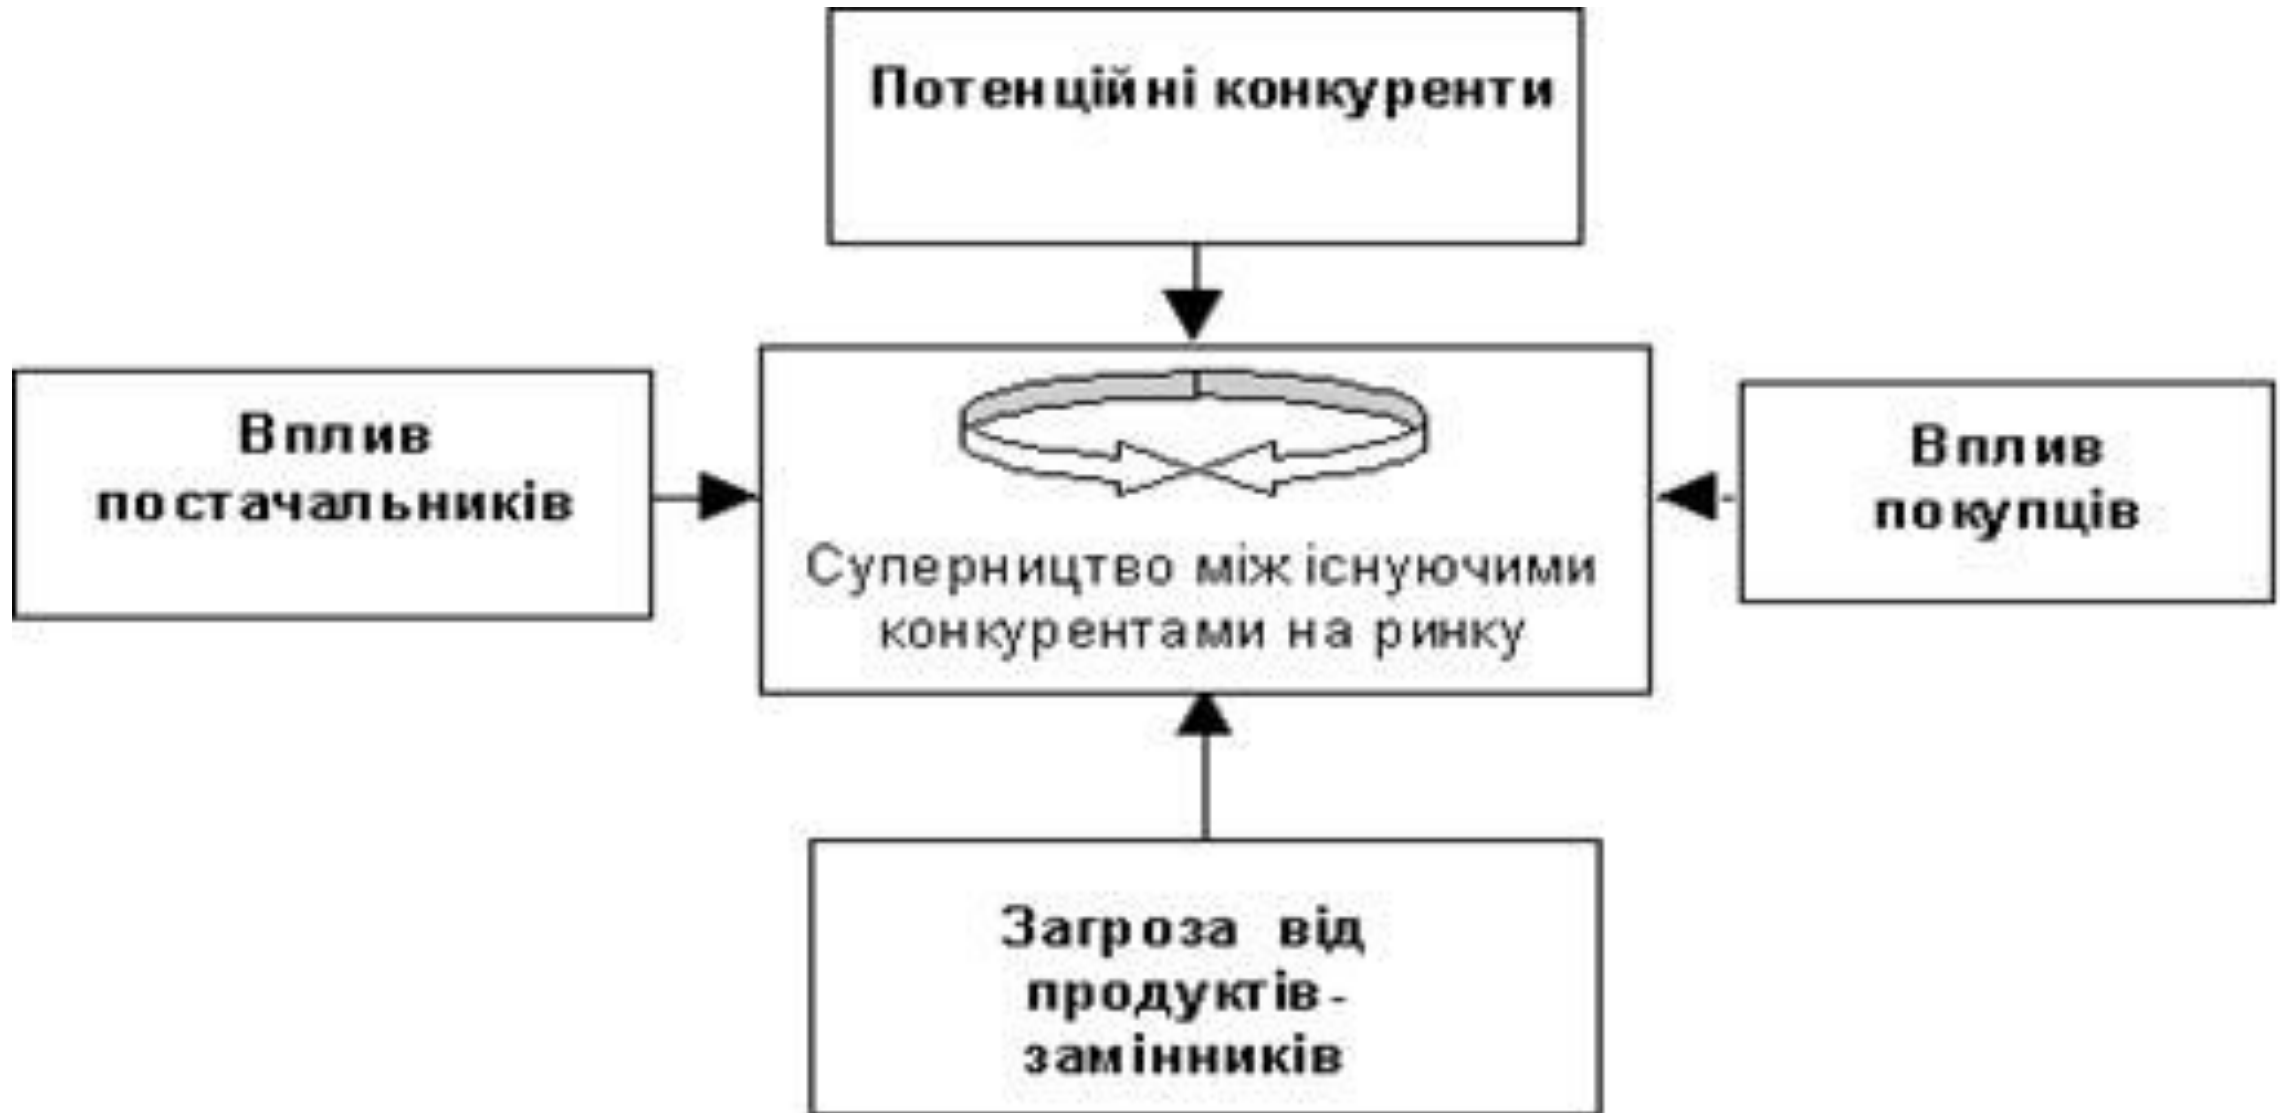 Потенційні конкуренти
Вплив
постачальників
Суперництво між існуючими
конкурентами на ринку
Вплив
покупців
Загроза від
продуктів-
замінників